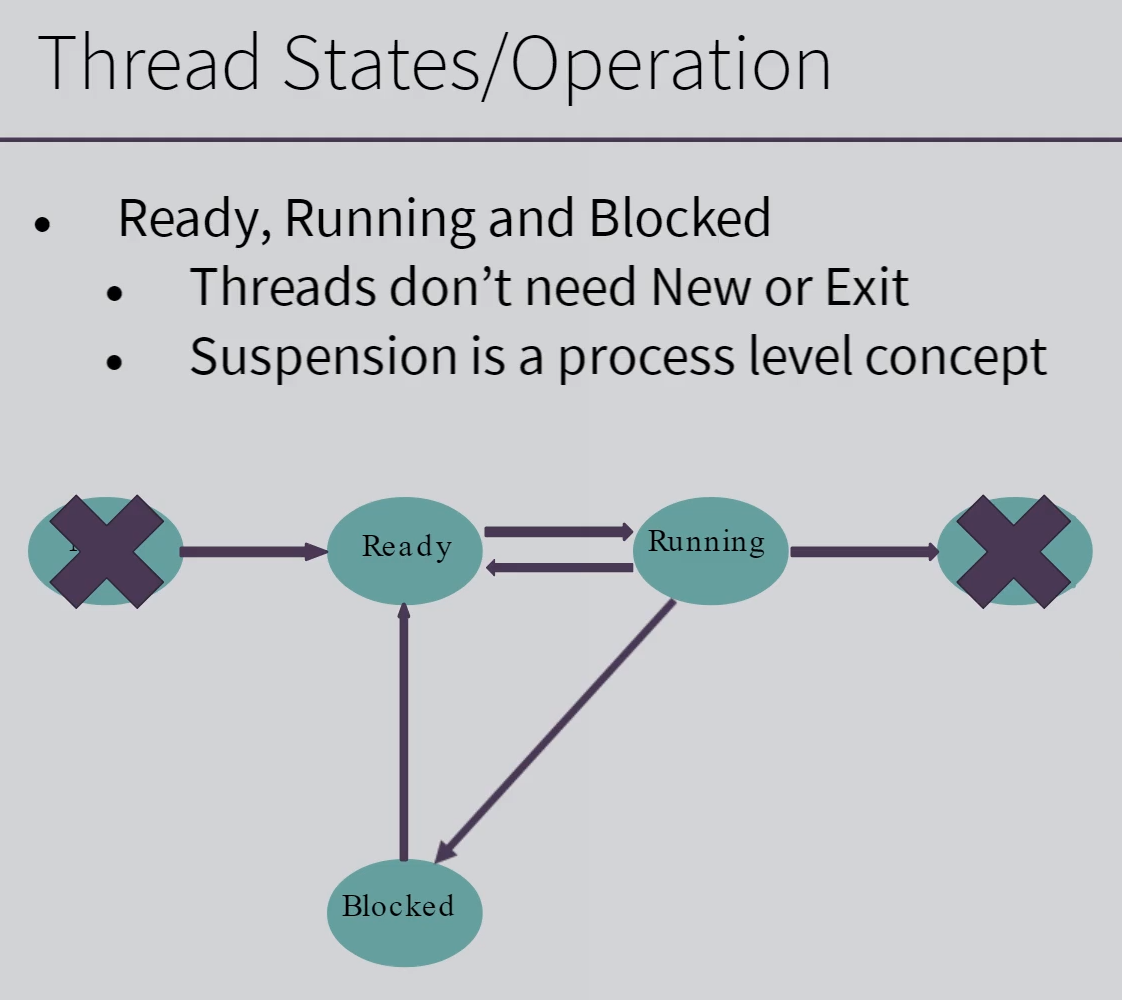 Thread States/Operation
• Ready, Running and Blocked
• Threads don’t need New or Exit
• Suspension is a process level concept
Ready
Running
Blocked